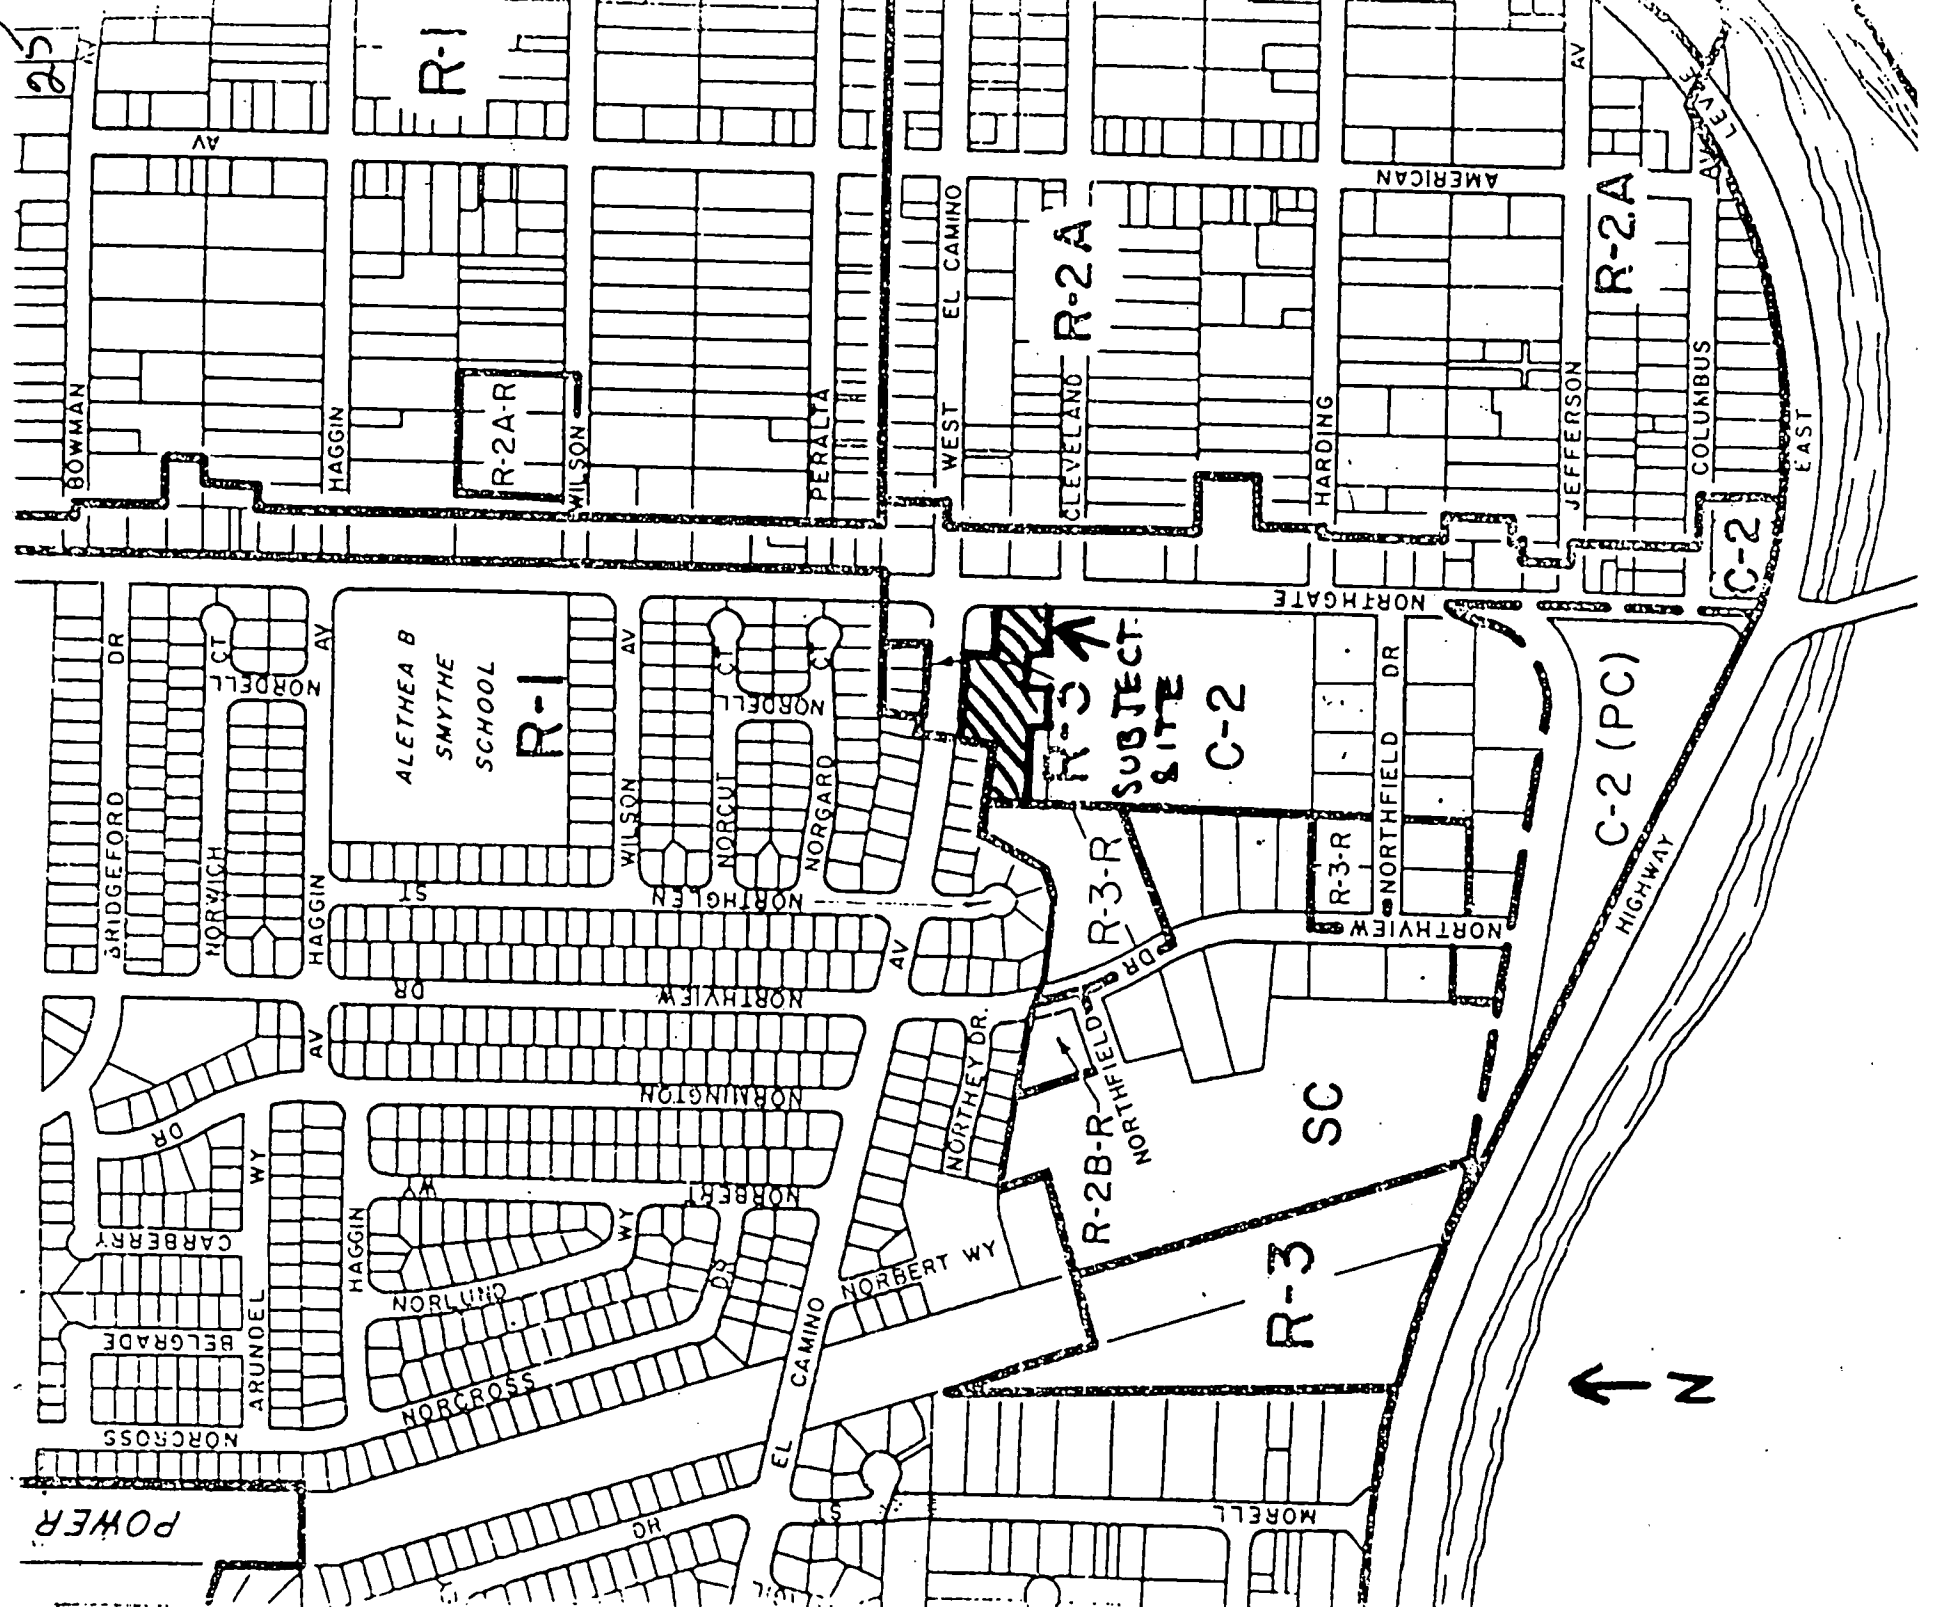 25
AV
R-1
AV
AV
AMERICAN
LEVEE
AV
R-2A
R-2A
BOWMAN
HAGGIN
R-2A-R
WILSON
PERALTA
WEST EL CAMINO
CLEVELAND
HARDING
JEFFERSON
COLUMBUS
EAST
C-2
NORTHGATE
DR
CT
NORDELL
AV
ALETHEA B
SMYTHE
SCHOOL
R-1
AV
CT
NORDELL
CT
SUBJECT
SITE
C-2
DR
C-2 (PC)
BRIDGEFORD
NORWICH
HAGGIN
WILSON
NORCUT
NORGARD
R-3-R
R-3-R
NORTHFIELD
HIGHWAY
ST
NORTHGLEN
AV
DR
NORTHVIEW
DR
NORTHVIEW
AV
NORMINGTON
NORTHEY DR.
NORTHFIELD
R-2B-R
SC
DR
WY
WY
NORBERT
CARBERRY
HAGGIN
WY
NORLUND
DR
NORBERT WY
R-3
BELGRADE
ARUNDEL
NORCROSS
EL CAMINO
N
NORCROSS
POWER
ST
MORELL